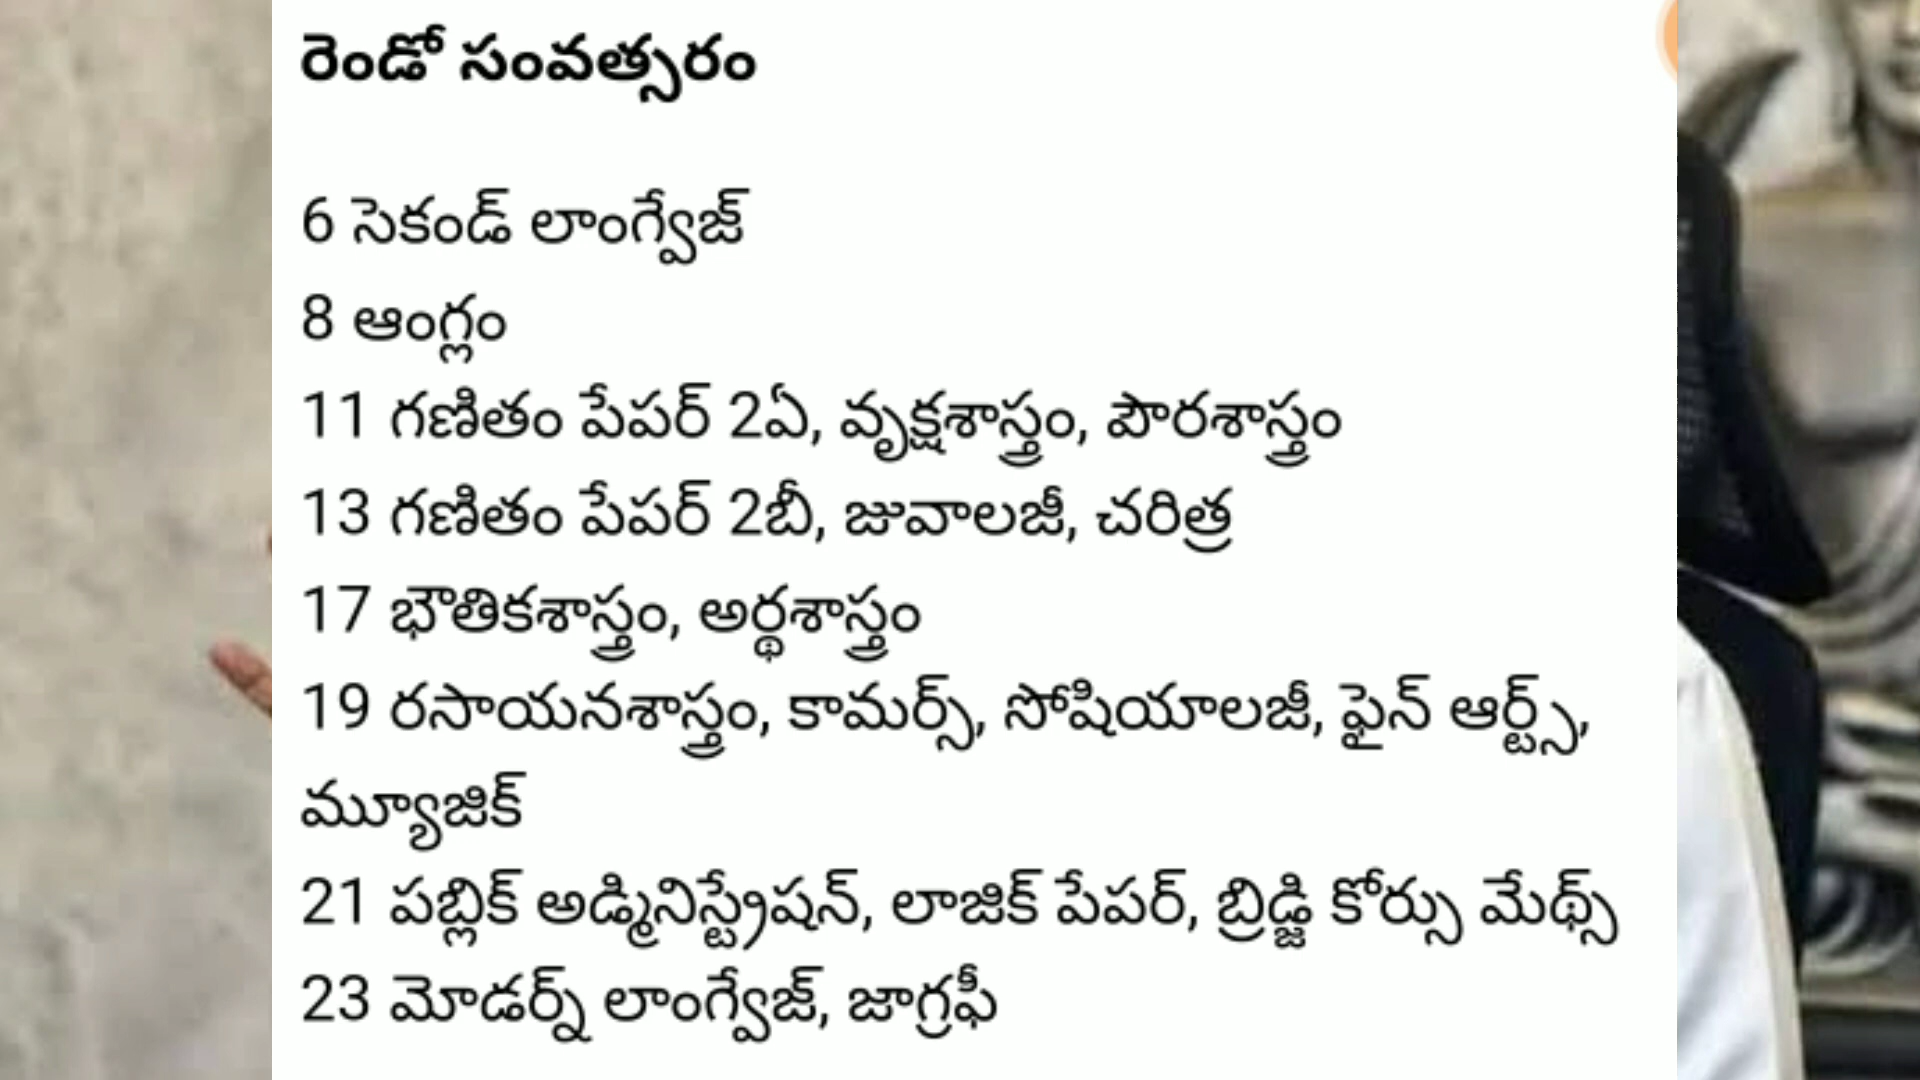 రెండో సంవత్సరం
6 సెకండ్ లాంగ్వేజ్
8 ఆంగ్లం
11 గణితం పేపర్ 2ఏ, వృక్షశాస్త్రం, పౌరశాస్త్రం
13 గణితం పేపర్ 2బీ, జువాలజీ, చరిత్ర
17 భౌతికశాస్త్రం, అర్థశాస్త్రం
19 రసాయనశాస్త్రం, కామర్స్, సోషియాలజీ, ఫైన్ ఆర్ట్స్,
మ్యూజిక్
21 పబ్లిక్ అడ్మినిస్ట్రేషన్, లాజిక్ పేపర్, బ్రిడ్జి కోర్సు మేథ్స్
23 మోడర్న్ లాంగ్వేజ్, జాగ్రఫీ